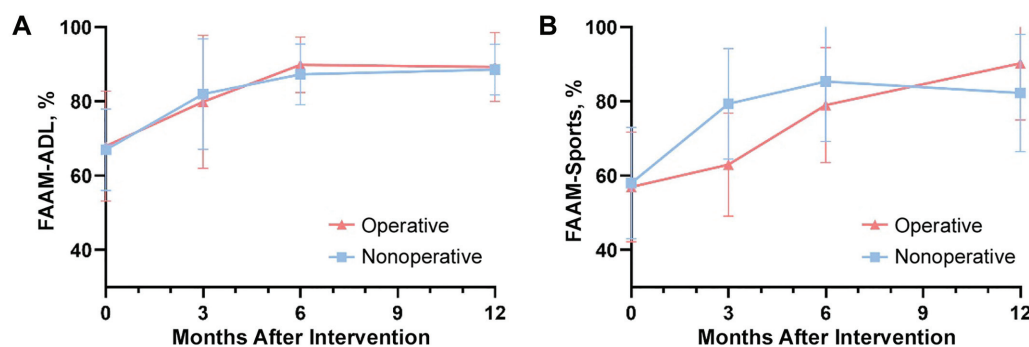 A
FAAM-ADL, %
100
80
60
40
0
3
6
9
12
Months After Intervention
Operative
Nonoperative
B
FAAM-Sports, %
100
80
60
40
0
3
6
9
12
Months After Intervention
Operative
Nonoperative